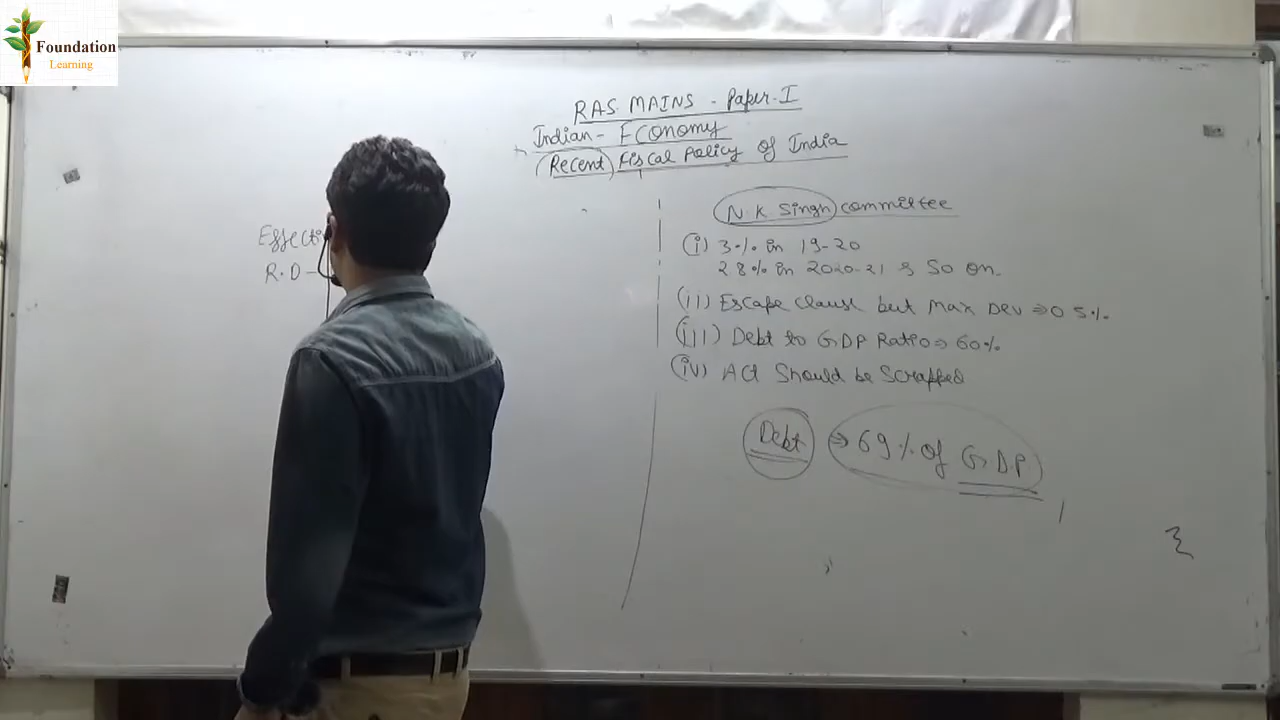 Foundation
Learning
RAS MAINS - Paper-I
Indian - Economy
Recent Fiscal Policy of India
Effecti
R.D -
N.K Singh committee
(i) 3% in 19-20
2.8% in 2020-21 & So on.
(ii) Escape Clause but Max Dev ⇒ 0.5%
(iii) Debt to GDP Ratio ⇒ 60%
(iv) Act Should be Scrapped
Debt ⇒ 69% of GDP